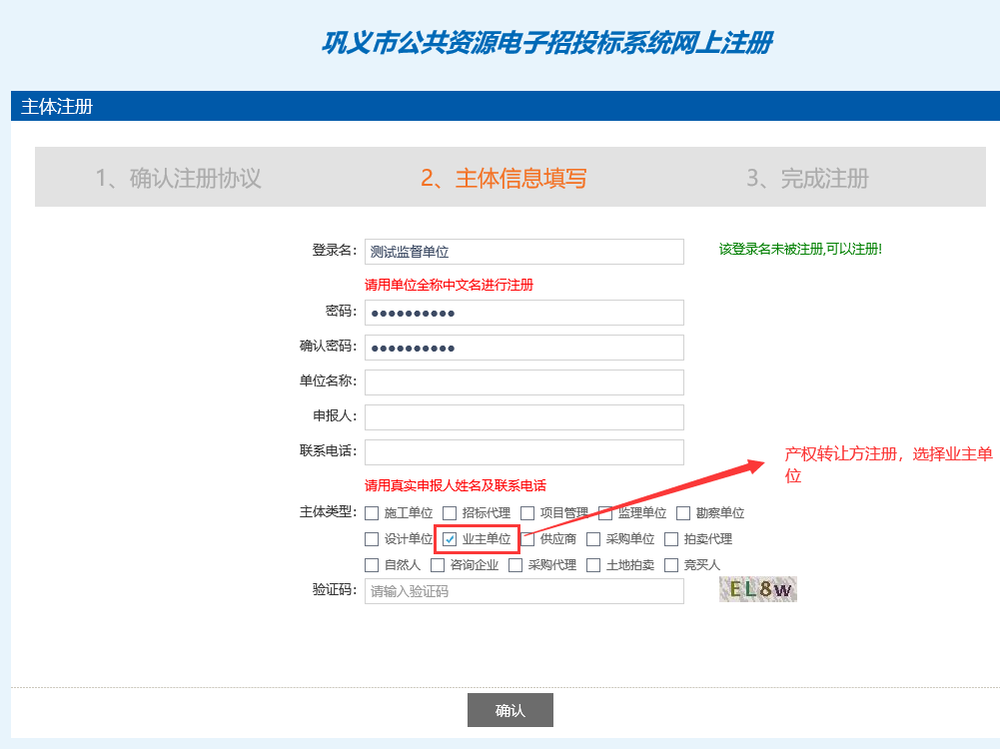 巩义市公共资源电子招投标系统网上注册
主体注册
1、确认注册协议 2、主体信息填写 3、完成注册
登录名: 测试监督单位 该登录名未被注册,可以注册!
请用单位全称中文名进行注册
密码: ●●●●●●●●●●
确认密码: ●●●●●●●●●●
单位名称:
申报人:
联系电话:
产权转让方注册，选择业主单
位
请用真实申报人姓名及联系电话
主体类型: 施工单位 招标代理 项目管理 监理单位 勘察单位
设计单位 业主单位 供应商 采购单位 拍卖代理
自然人 咨询企业 采购代理 土地拍卖 竞买人
验证码: 请输入验证码 EL8w
确认